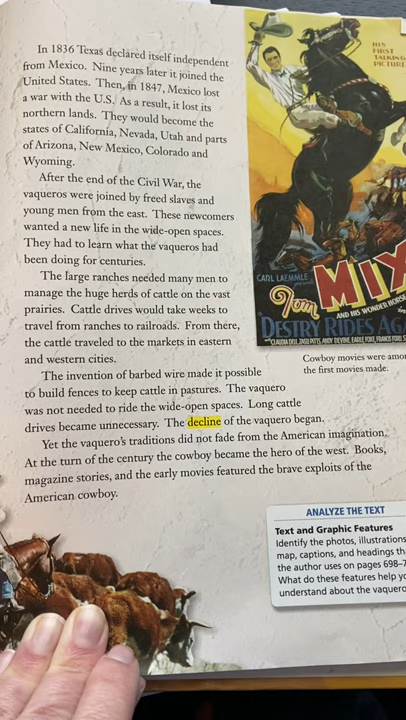 In 1836 Texas declared itself independent
from Mexico. Nine years later it joined the
United States. Then, in 1847, Mexico lost
a war with the U.S. As a result, it lost its
northern lands. They would become the
states of California, Nevada, Utah and parts
of Arizona, New Mexico, Colorado and
Wyoming.
After the end of the Civil War, the
vaqueros were joined by freed slaves and
young men from the east. These newcomers
wanted a new life in the wide-open spaces.
They had to learn what the vaqueros had
been doing for centuries.
The large ranches needed many men to
manage the huge herds of cattle on the vast
prairies. Cattle drives would take weeks to
travel from ranches to railroads. From there,
the cattle traveled to the markets in eastern
and western cities.
The invention of barbed wire made it possible
to build fences to keep cattle in pastures. The vaquero
was not needed to ride the wide-open spaces. Long cattle
drives became unnecessary. The decline of the vaquero began.
Yet the vaquero's traditions did not fade from the American imagination.
At the turn of the century the cowboy became the hero of the west. Books,
magazine stories, and the early movies featured the brave exploits of the
American cowboy.
HIS
FIRST
TALKING
PICTURE
CARL LAEMMLE
Tom MIX
AND HIS WONDER HORSE
DESTRY RIDES AGA
CLAUDIA DELL, ZASU PITTS, ANDY DEVINE, EARLE FOXE, FRANCIS FORD,
Cowboy movies were amo
the first movies made.
ANALYZE THE TEXT
Text and Graphic Features
Identify the photos, illustrations
map, captions, and headings th
the author uses on pages 698–7
What do these features help yo
understand about the vaquero